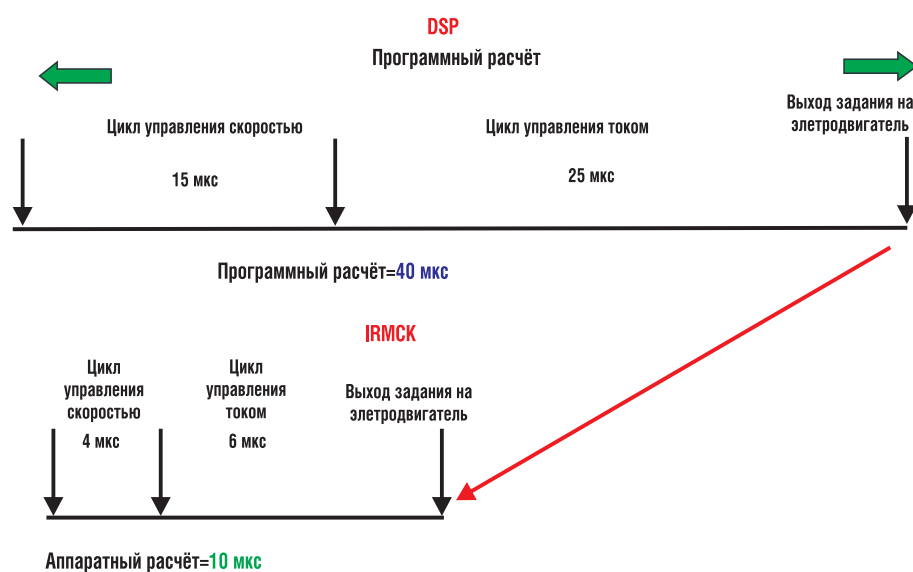 DSP
Программный расчёт
Цикл управления скоростью
15 мкс
Цикл управления током
25 мкс
Выход задания на
элетродвигатель
Программный расчёт=40 мкс
IRMCK
Цикл
управления
скоростью
4 мкс
Цикл
управления
током
6 мкс
Выход задания на
элетродвигатель
Аппаратный расчёт=10 мкс